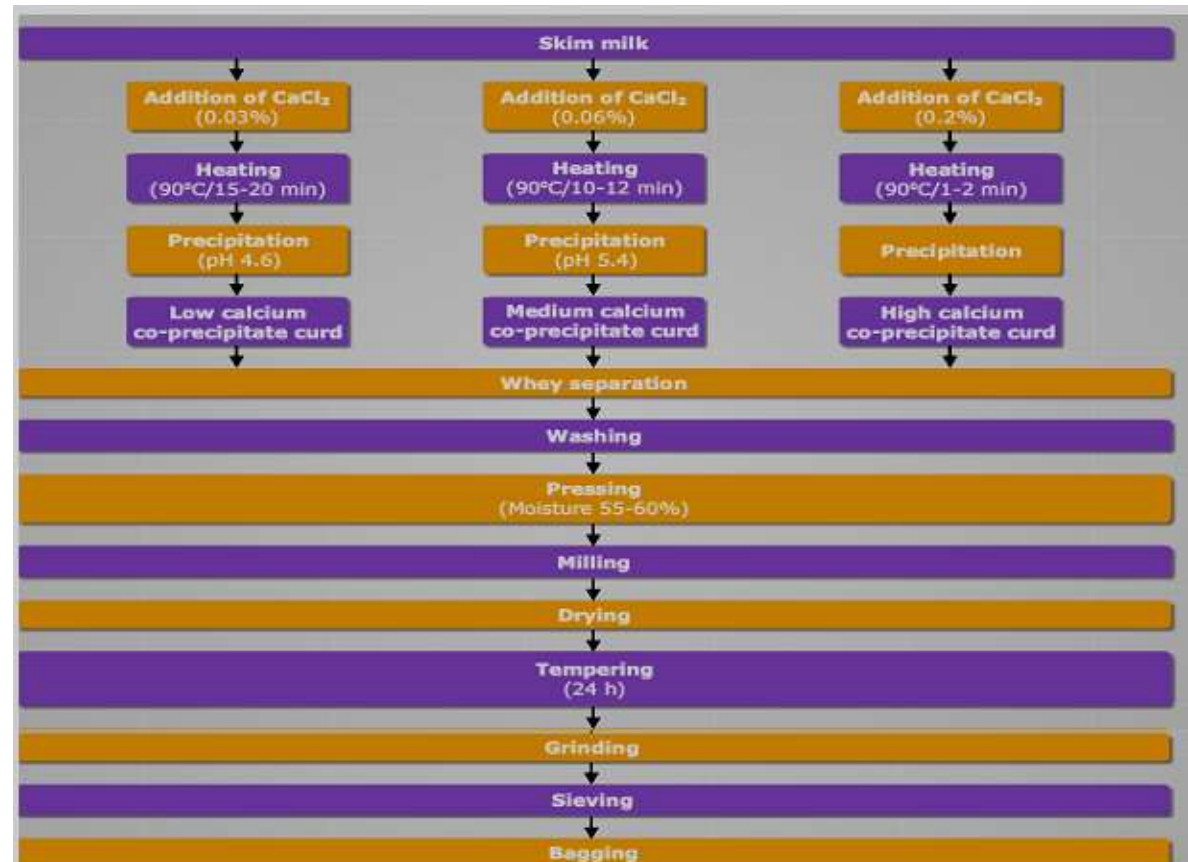 Skim milk
Addition of CaCl₂
(0.03%)
Heating
(90°C/15-20 min)
Precipitation
(pH 4.6)
Low calcium
co-precipitate curd
Addition of CaCl₂
(0.06%)
Heating
(90°C/10-12 min)
Precipitation
(pH 5.4)
Medium calcium
co-precipitate curd
Addition of CaCl₂
(0.2%)
Heating
(90°C/1-2 min)
Precipitation
High calcium
co-precipitate curd
Whey separation
Washing
Pressing
(Moisture 55-60%)
Milling
Drying
Tempering
(24 h)
Grinding
Sieving
Bagging